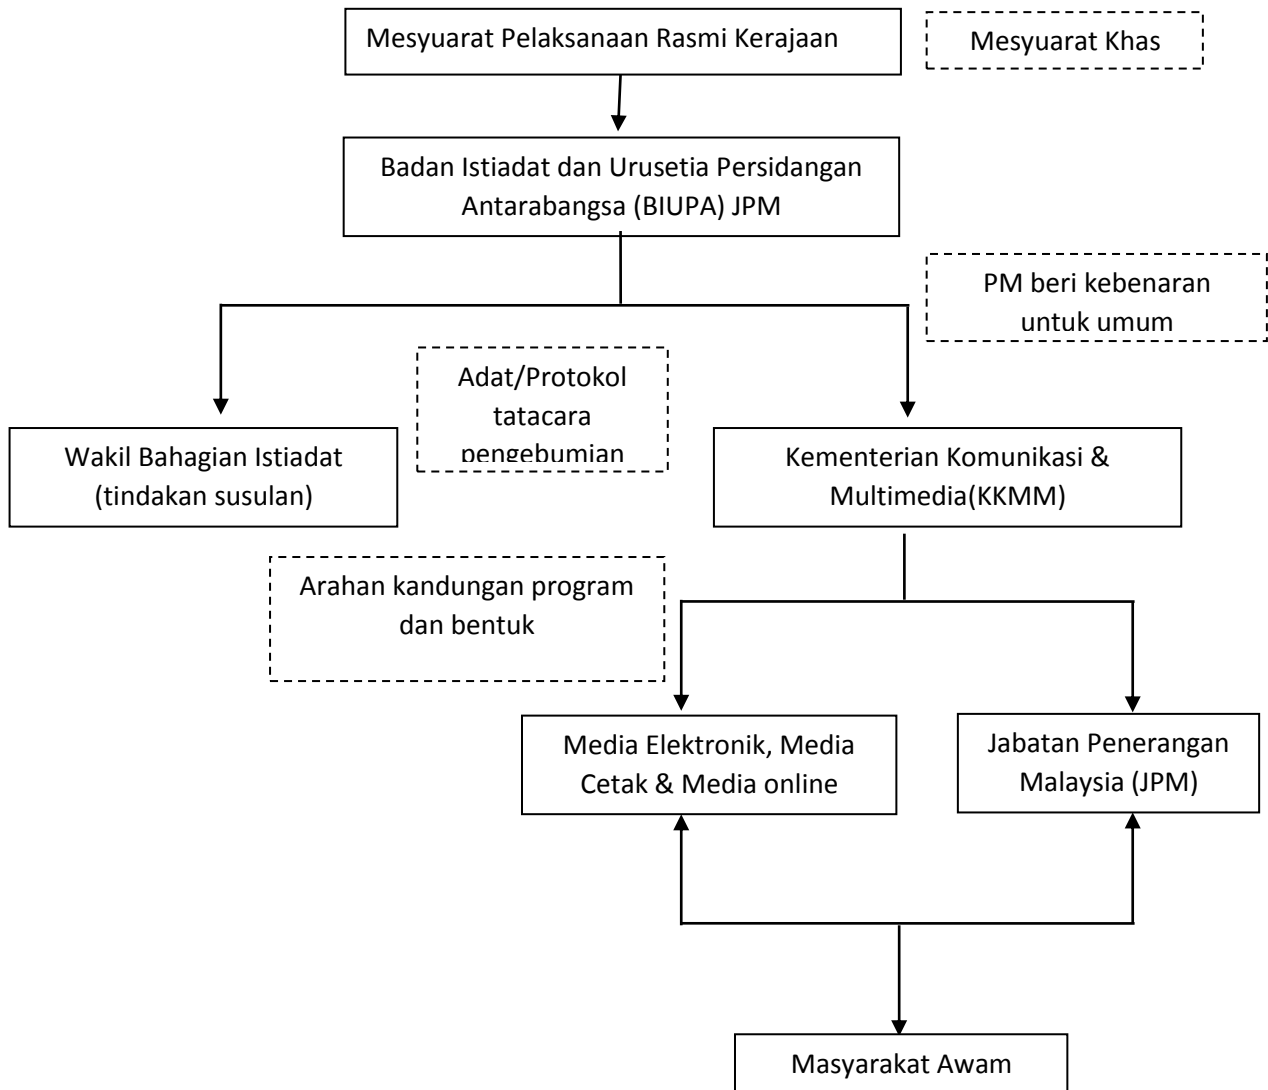 Mesyuarat Pelaksanaan Rasmi Kerajaan
Mesyuarat Khas
Badan Istiadat dan Urusetia Persidangan
Antarabangsa (BIUPA) JPM
PM beri kebenaran
untuk umum
Adat/Protokol
tatacara
pengebumian
Wakil Bahagian Istiadat
(tindakan susulan)
Kementerian Komunikasi &
Multimedia(KKMM)
Arahan kandungan program
dan bentuk
Media Elektronik, Media
Cetak & Media online
Jabatan Penerangan
Malaysia (JPM)
Masyarakat Awam